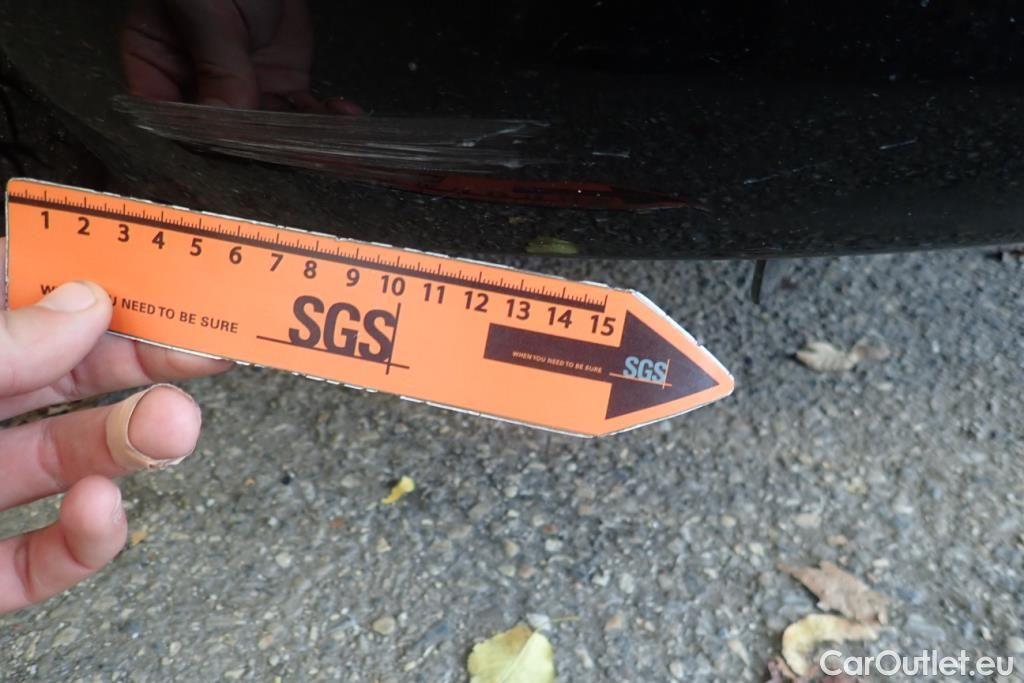 1 2 3 4 5 6 7 8 9 10 11 12 13 14 15
NEED TO BE SURE
SGS
WHEN YOU NEED TO BE SURE
SGS
CarOutlet.eu